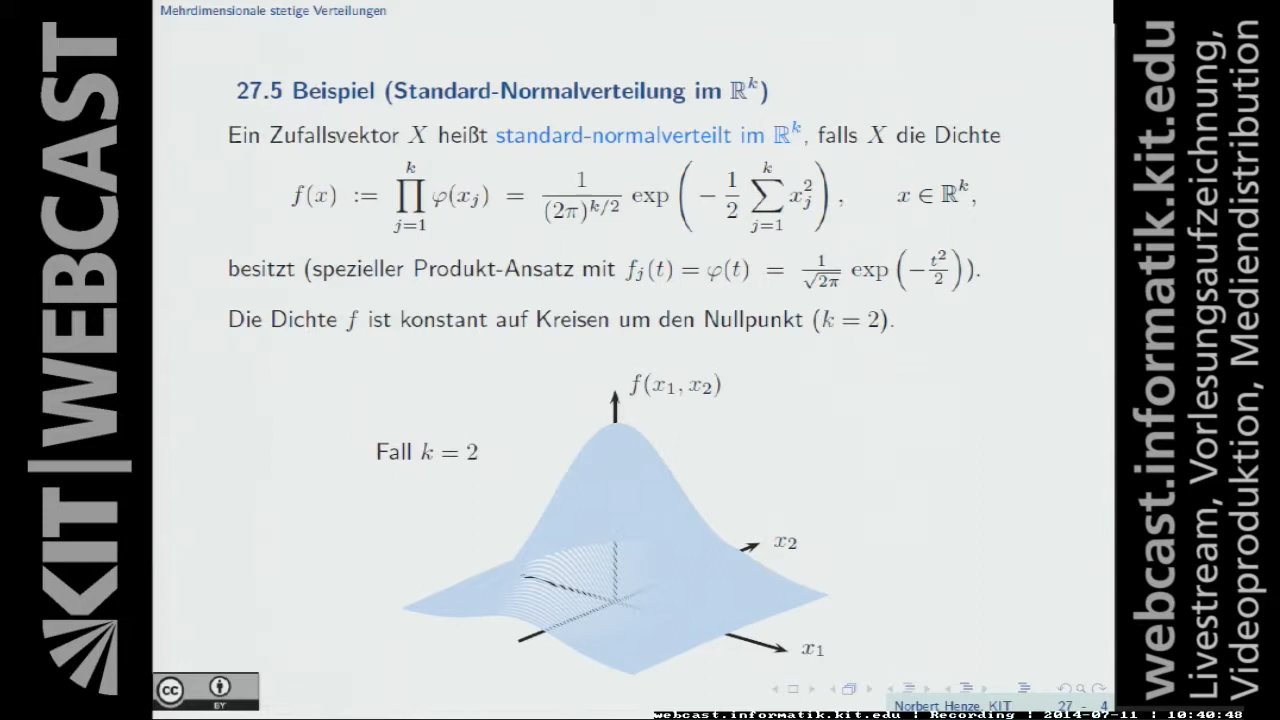 Mehrdimensionale stetige Verteilungen
27.5 Beispiel (Standard-Normalverteilung im ℝ^k)
Ein Zufallsvektor X heißt standard-normalverteilt im ℝ^k, falls X die Dichte
f(x) := ∏_{j=1}^{k} φ(x_j) = 1/(2π)^{k/2} exp(−1/2 ∑_{j=1}^{k} x_j^2), x ∈ ℝ^k,
besitzt (spezieller Produkt-Ansatz mit f_j(t) = φ(t) = 1/√2π exp(−t^2/2)).
Die Dichte f ist konstant auf Kreisen um den Nullpunkt (k = 2).
f(x_1, x_2)
Fall k = 2
x_2
x_1
Norbert Henze, KIT 27 - 4
webcast.informatik.kit.edu | Recording | 2014-07-11 | 10:40:48
cc BY
KIT|WEBCAST
webcast.informatik.kit.edu
Livestream, Vorlesungsaufzeichnung,
Videoproduktion, Mediendistribution